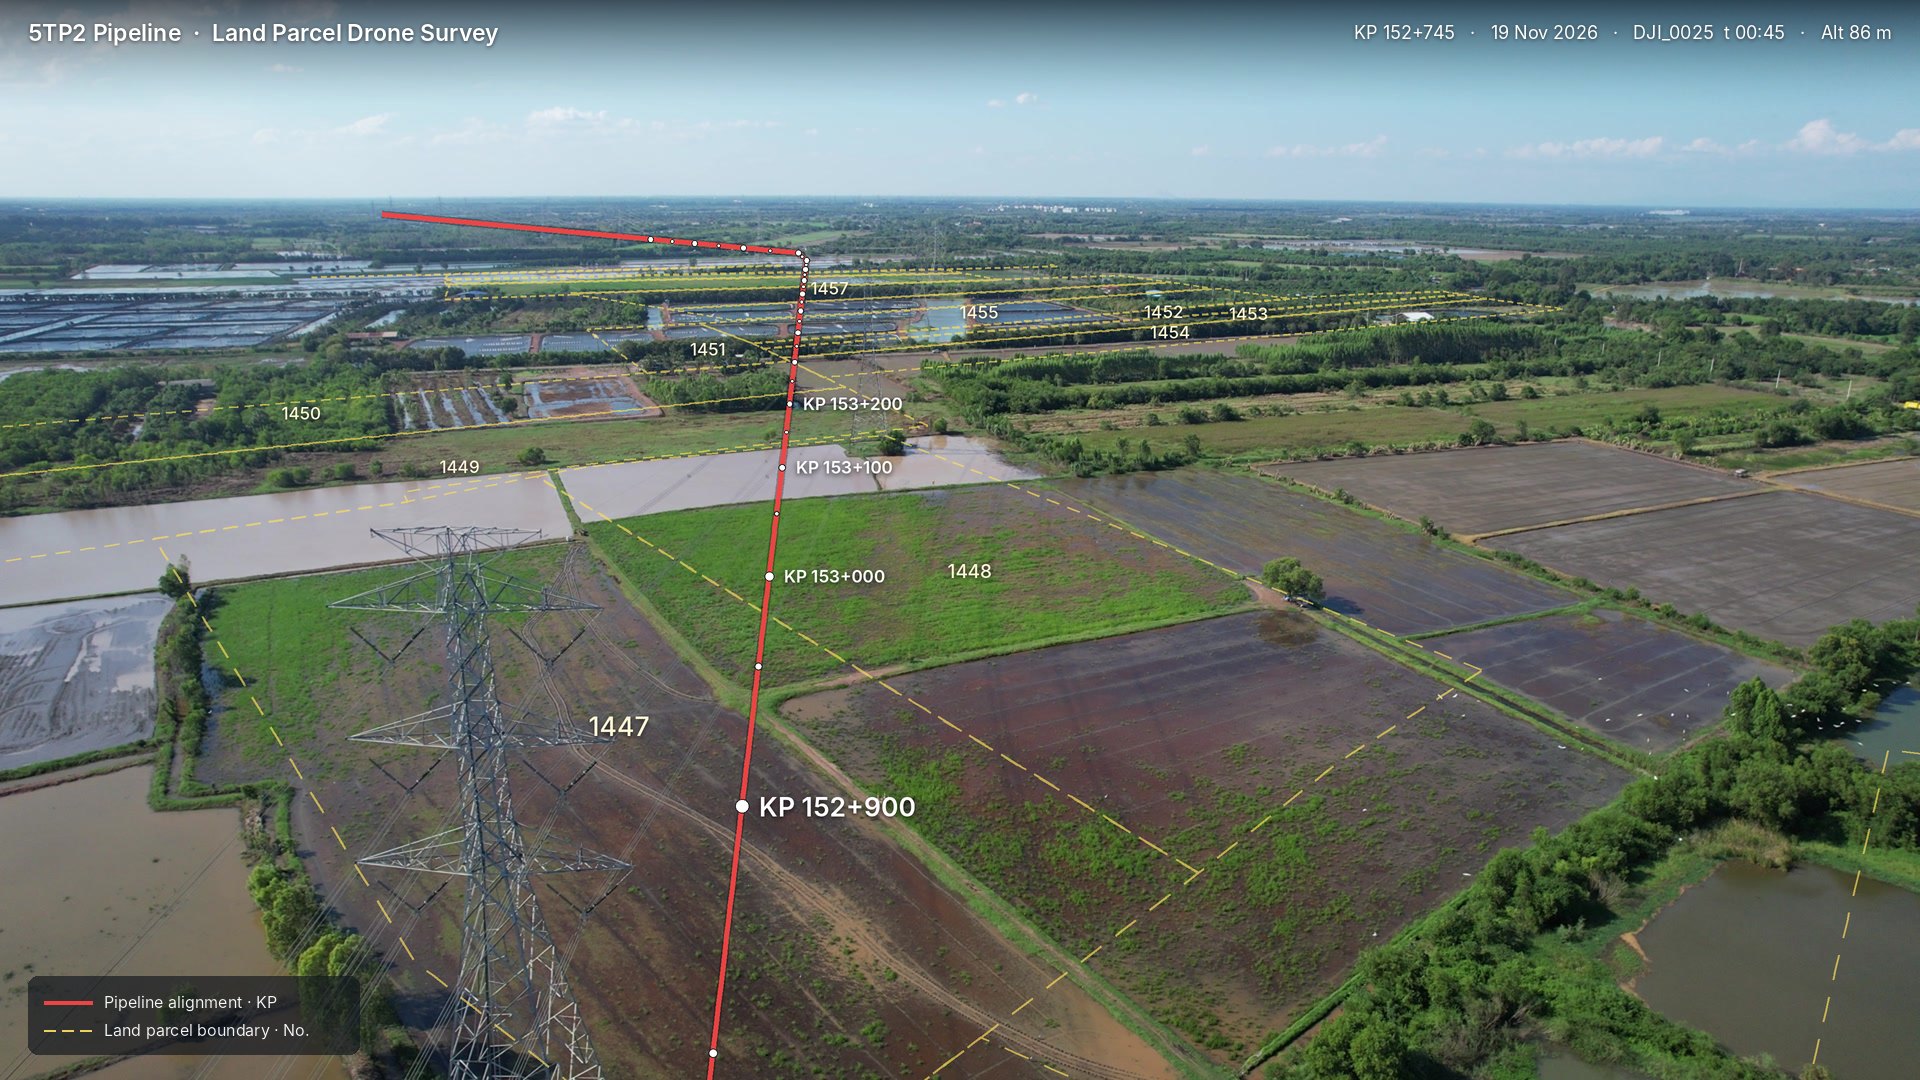 5TP2 Pipeline · Land Parcel Drone Survey
KP 152+745 · 19 Nov 2026 · DJI_0025 t 00:45 · Alt 86 m
1457
1455
1452
1453
1454
1451
KP 153+200
1450
1449
KP 153+100
1448
KP 153+000
1447
KP 152+900
Pipeline alignment · KP
Land parcel boundary · No.